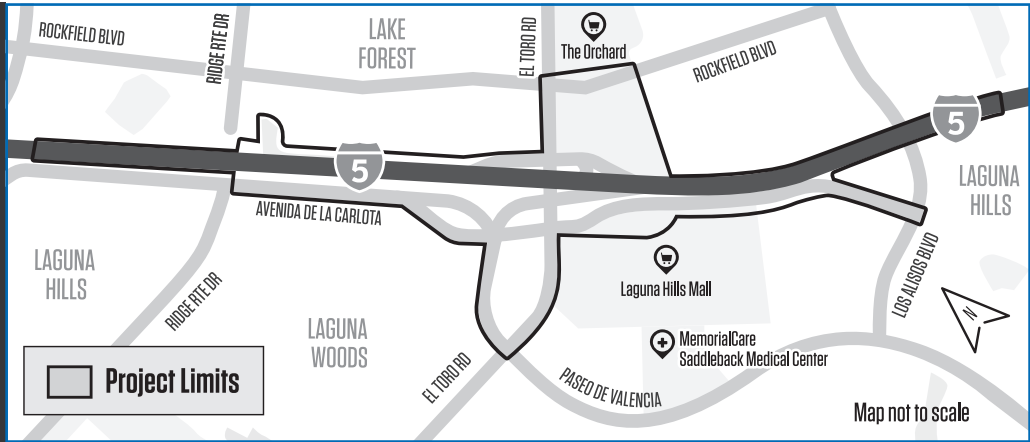 ROCKFIELD BLVD
RIDGE RTE DR
LAKE
FOREST
EL TORO RD
The Orchard
ROCKFIELD BLVD
5
5
AVENIDA DE LA CARLOTA
LAGUNA
HILLS
LAGUNA
HILLS
RIDGE RTE DR
LAGUNA
WOODS
Laguna Hills Mall
LOS ALISOS BLVD
N
MemorialCare
Saddleback Medical Center
EL TORO RD
PASEO DE VALENCIA
Project Limits
Map not to scale